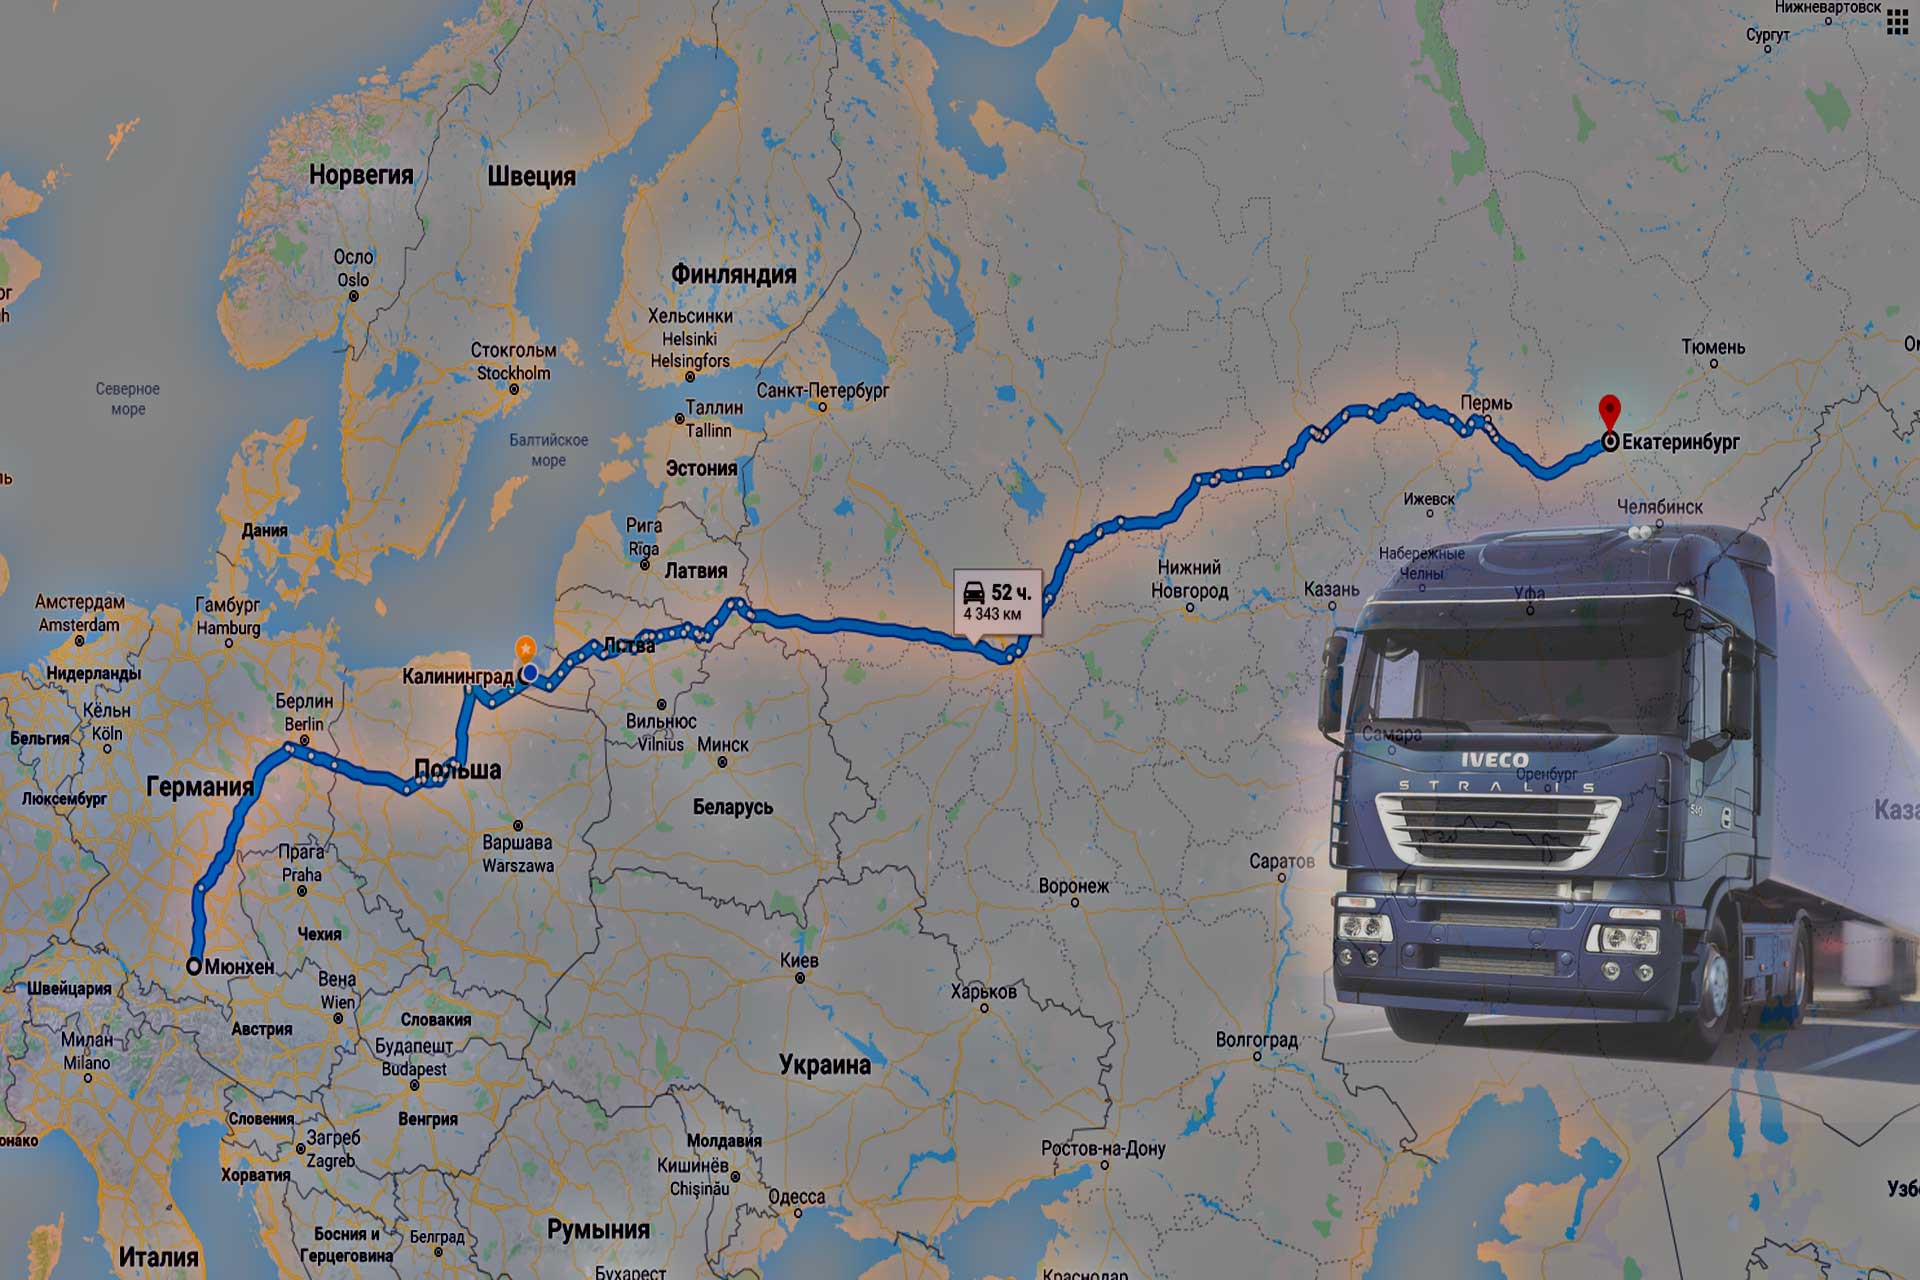 Нижневартовск
Сургут
Норвегия
Швеция
Осло
Oslo
Финляндия
Хельсинки
Helsinki
Helsingfors
Стокгольм
Stockholm
Тюмень
Северное
море
Санкт-Петербург
Таллин
Tallinn
Пермь
Балтийское
море
Екатеринбург
Эстония
Ижевск
Челябинск
Дания
Рига
Rīga
Латвия
Набережные
Челны
Нижний
Новгород
Казань
Уфа
52 ч.
4 343 км
Амстердам
Amsterdam
Гамбург
Hamburg
Литва
Нидерланды
Калининград
Берлин
Berlin
Кёльн
Köln
Вильнюс
Vilnius
Минск
Бельгия
Самара
IVECO
STRALIS
Оренбург
Польша
Германия
Люксембург
Беларусь
Варшава
Warszawa
Прага
Praha
Саратов
Воронеж
Чехия
Киев
Мюнхен
Швейцария
Вена
Wien
Харьков
Австрия
Словакия
Милан
Milano
Будапешт
Budapest
Волгоград
Украина
Словения
Венгрия
Загреб
Zagreb
Молдавия
Ростов-на-Дону
Хорватия
Кишинёв
Chișinău
Одесса
Румыния
Босния и
Герцеговина
Белград
Италия
Бухарест
Краснодар